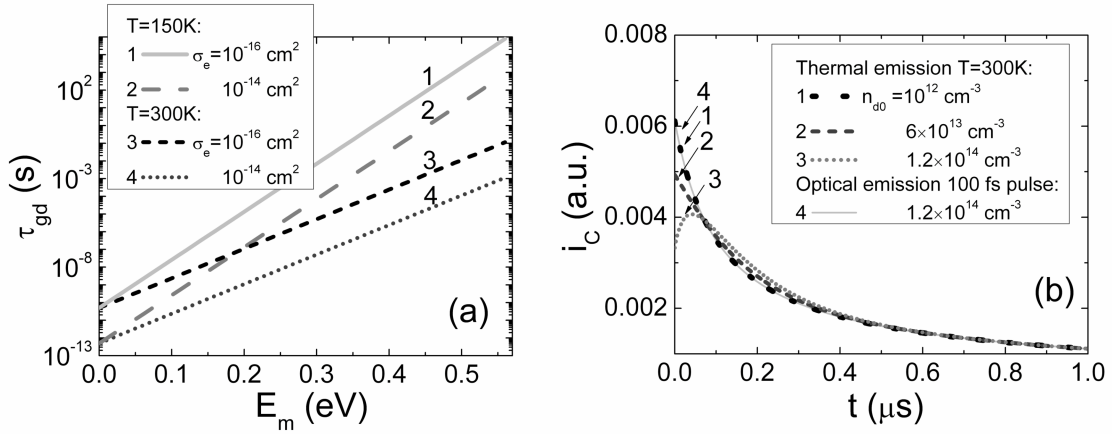 T=150K:
1 σe=10⁻¹⁶ cm²
2 10⁻¹⁴ cm²
T=300K:
3 σe=10⁻¹⁶ cm²
4 10⁻¹⁴ cm²
10²
10⁻³
10⁻⁸
10⁻¹³
τgd (s)
1
2
3
4
(a)
0.0 0.1 0.2 0.3 0.4 0.5
Em (eV)
0.008
0.006
0.004
0.002
iC (a.u.)
4
1
2
3
Thermal emission T=300K:
1 nd0 =10¹² cm⁻³
2 6×10¹³ cm⁻³
3 1.2×10¹⁴ cm⁻³
Optical emission 100 fs pulse:
4 1.2×10¹⁴ cm⁻³
(b)
0.0 0.2 0.4 0.6 0.8 1.0
t (μs)